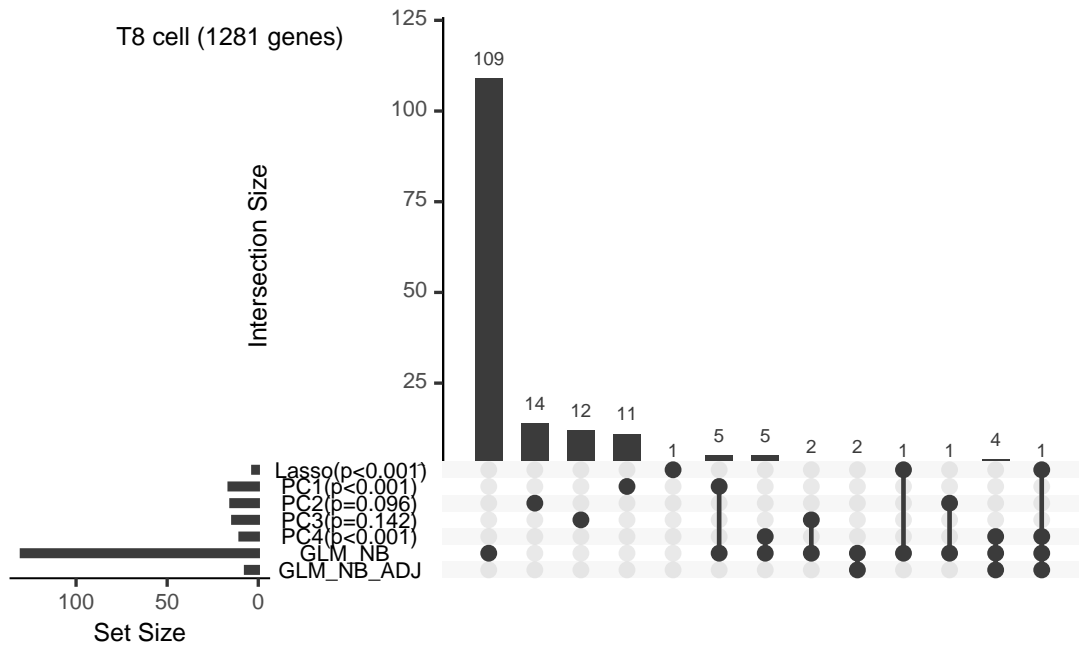 T8 cell (1281 genes)
Intersection Size
125
100
75
50
25
109
14
12
11
1
5
5
2
2
1
1
4
1
Lasso(p<0.001)
PC1(p<0.001)
PC2(p=0.096)
PC3(p=0.142)
PC4(p<0.001)
GLM_NB
GLM_NB_ADJ
100 50 0
Set Size